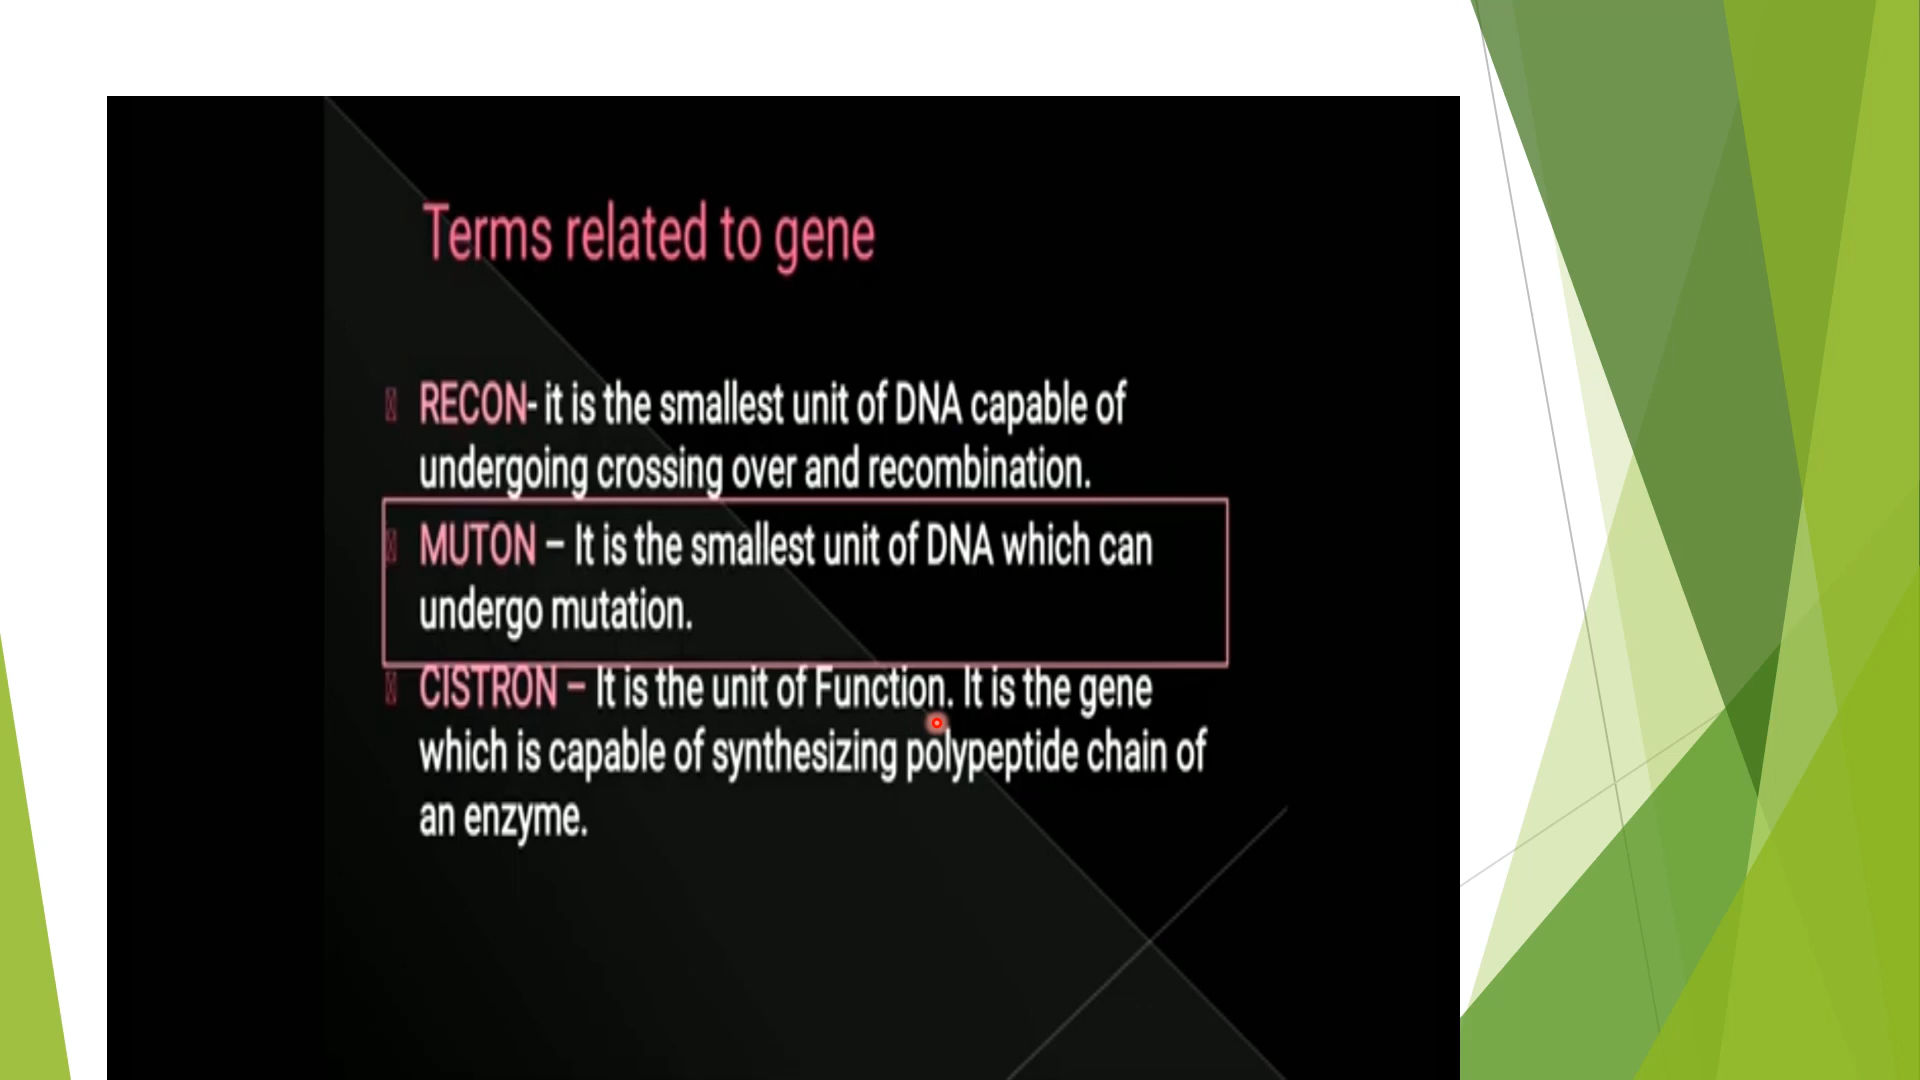 Terms related to gene
RECON- it is the smallest unit of DNA capable of
undergoing crossing over and recombination.
MUTON – It is the smallest unit of DNA which can
undergo mutation.
CISTRON – It is the unit of Function. It is the gene
which is capable of synthesizing polypeptide chain of
an enzyme.